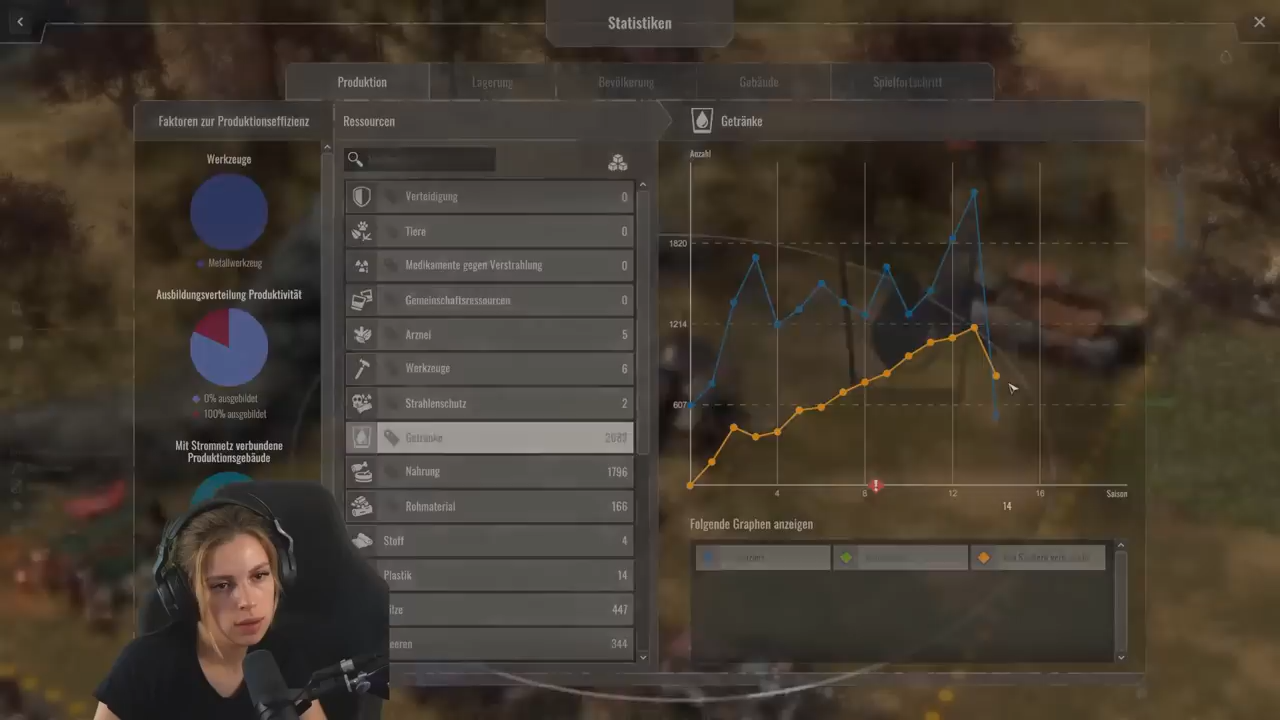 Statistiken
Produktion
Lagerung
Bevölkerung
Gebäude
Spielfortschritt
Faktoren zur Produktionseffizienz
Werkzeuge
Metallwerkzeug
Ausbildungsverteilung Produktivität
0% ausgebildet
100% ausgebildet
Mit Stromnetz verbundene
Produktionsgebäude
Ressourcen
Verteidigung 0
Tiere 0
Medikamente gegen Verstrahlung 0
Gemeinschaftsressourcen 0
Arznei 5
Werkzeuge 6
Strahlenschutz 2
Getränke
Nahrung 1796
Rohmaterial 166
Stoff 4
Plastik 14
ilze 447
eeren 344
Getränke
Anzahl
1820
1214
607
4 8 12 16 Saison
14
Folgende Graphen anzeigen